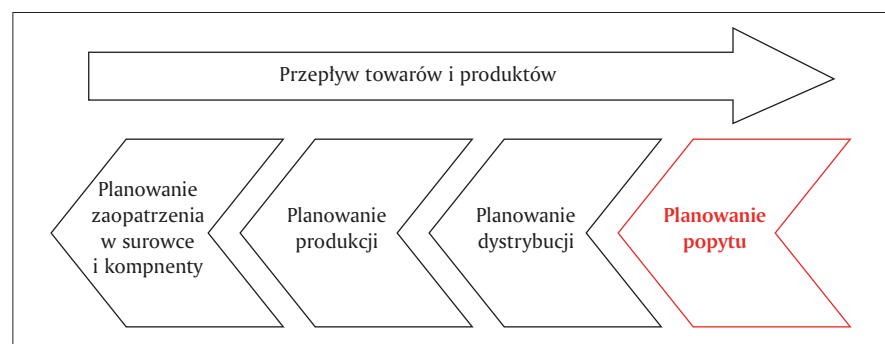 Przepływ towarów i produktów
Planowanie
zaopatrzenia
w surowce
i kompnenty
Planowanie
produkcji
Planowanie
dystrybucji
Planowanie
popytu